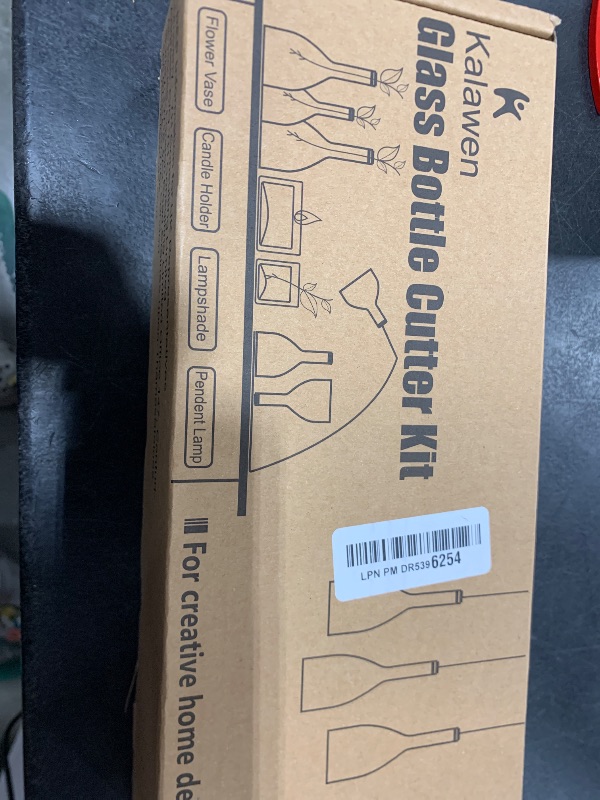 Kalawen
Glass Bottle Cutter Kit
LPN PM DR5396254
Flower Vase
Candle Holder
Lampshade
Pendent Lamp
For creative home de